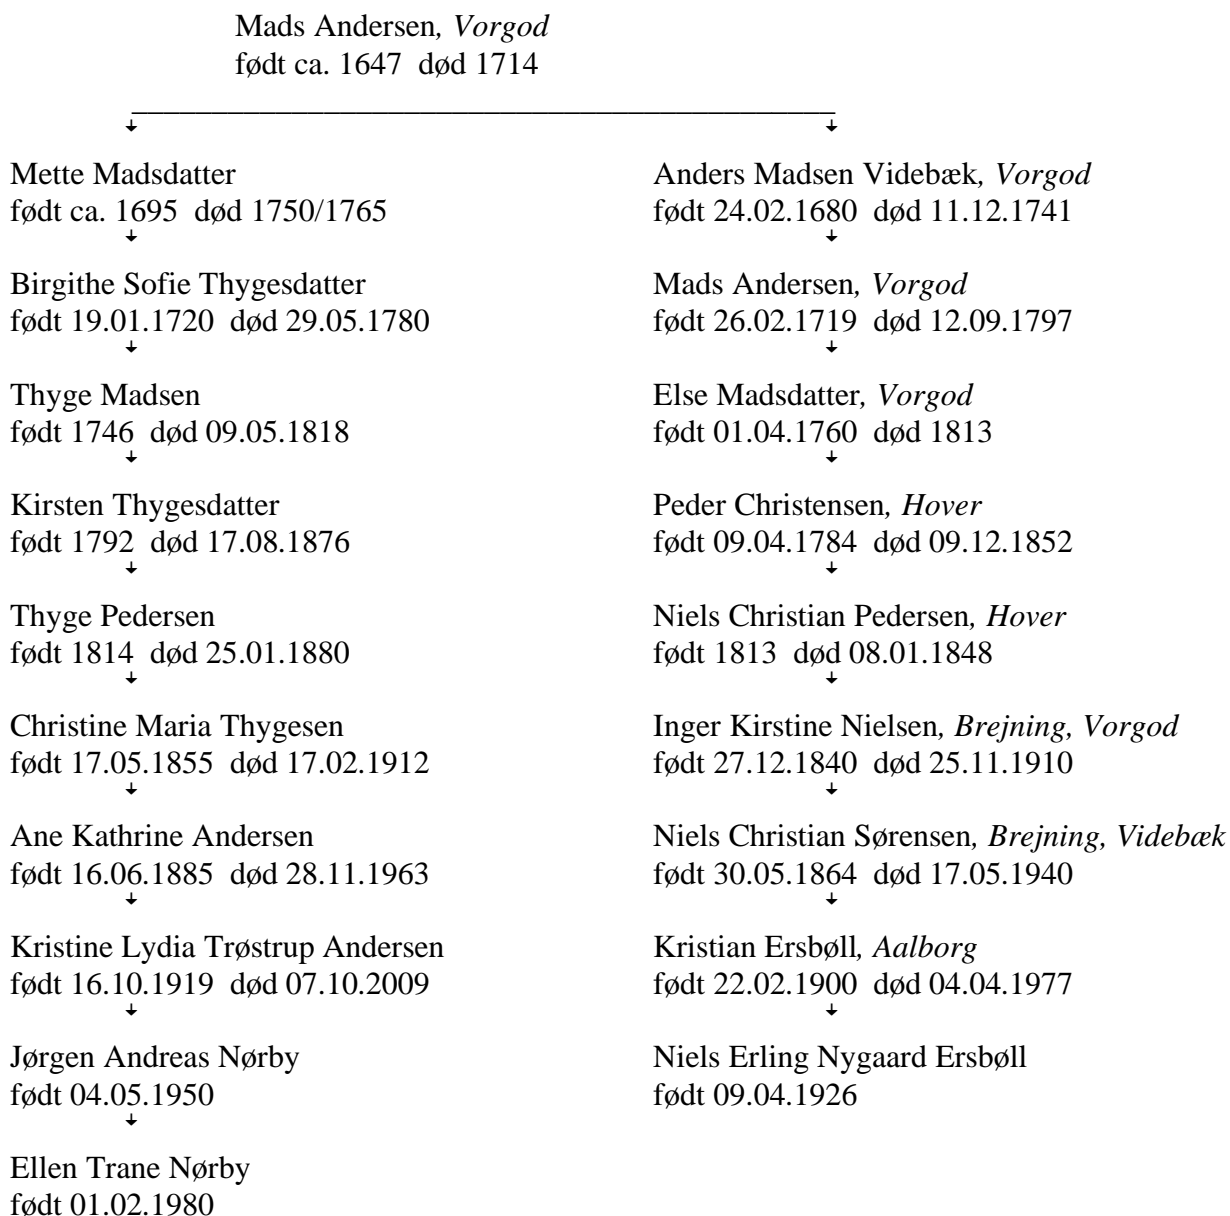 Mads Andersen, Vorgod
født ca. 1647 død 1714
Mette Madsdatter
født ca. 1695 død 1750/1765
Birgithe Sofie Thygesdatter
født 19.01.1720 død 29.05.1780
Thyge Madsen
født 1746 død 09.05.1818
Kirsten Thygesdatter
født 1792 død 17.08.1876
Thyge Pedersen
født 1814 død 25.01.1880
Christine Maria Thygesen
født 17.05.1855 død 17.02.1912
Ane Kathrine Andersen
født 16.06.1885 død 28.11.1963
Kristine Lydia Trøstrup Andersen
født 16.10.1919 død 07.10.2009
Jørgen Andreas Nørby
født 04.05.1950
Ellen Trane Nørby
født 01.02.1980
Anders Madsen Videbæk, Vorgod
født 24.02.1680 død 11.12.1741
Mads Andersen, Vorgod
født 26.02.1719 død 12.09.1797
Else Madsdatter, Vorgod
født 01.04.1760 død 1813
Peder Christensen, Hover
født 09.04.1784 død 09.12.1852
Niels Christian Pedersen, Hover
født 1813 død 08.01.1848
Inger Kirstine Nielsen, Brejning, Vorgod
født 27.12.1840 død 25.11.1910
Niels Christian Sørensen, Brejning, Videbæk
født 30.05.1864 død 17.05.1940
Kristian Ersbøll, Aalborg
født 22.02.1900 død 04.04.1977
Niels Erling Nygaard Ersbøll
født 09.04.1926